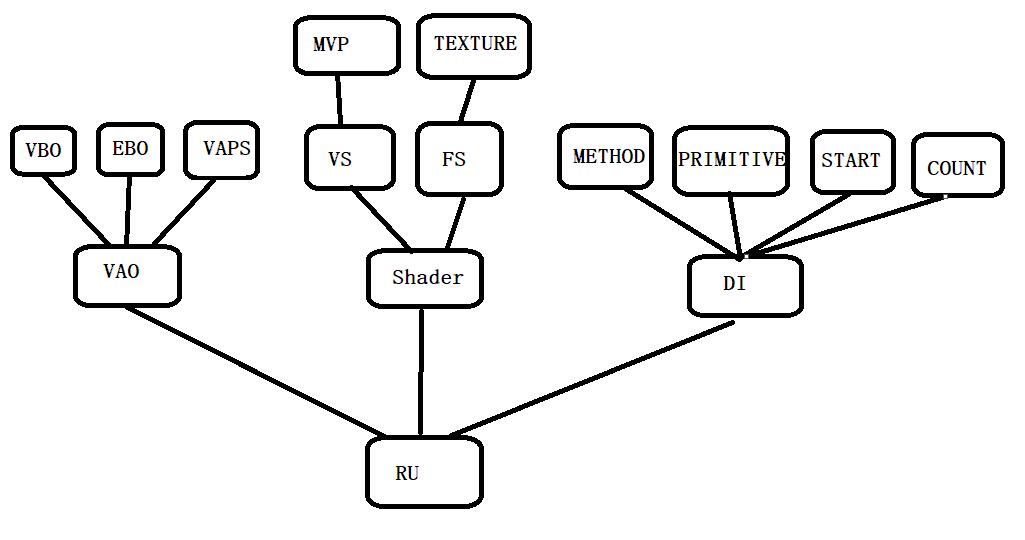 MVP
TEXTURE
VBO
EBO
VAPS
VS
FS
METHOD
PRIMITIVE
START
COUNT
VAO
Shader
DI
RU